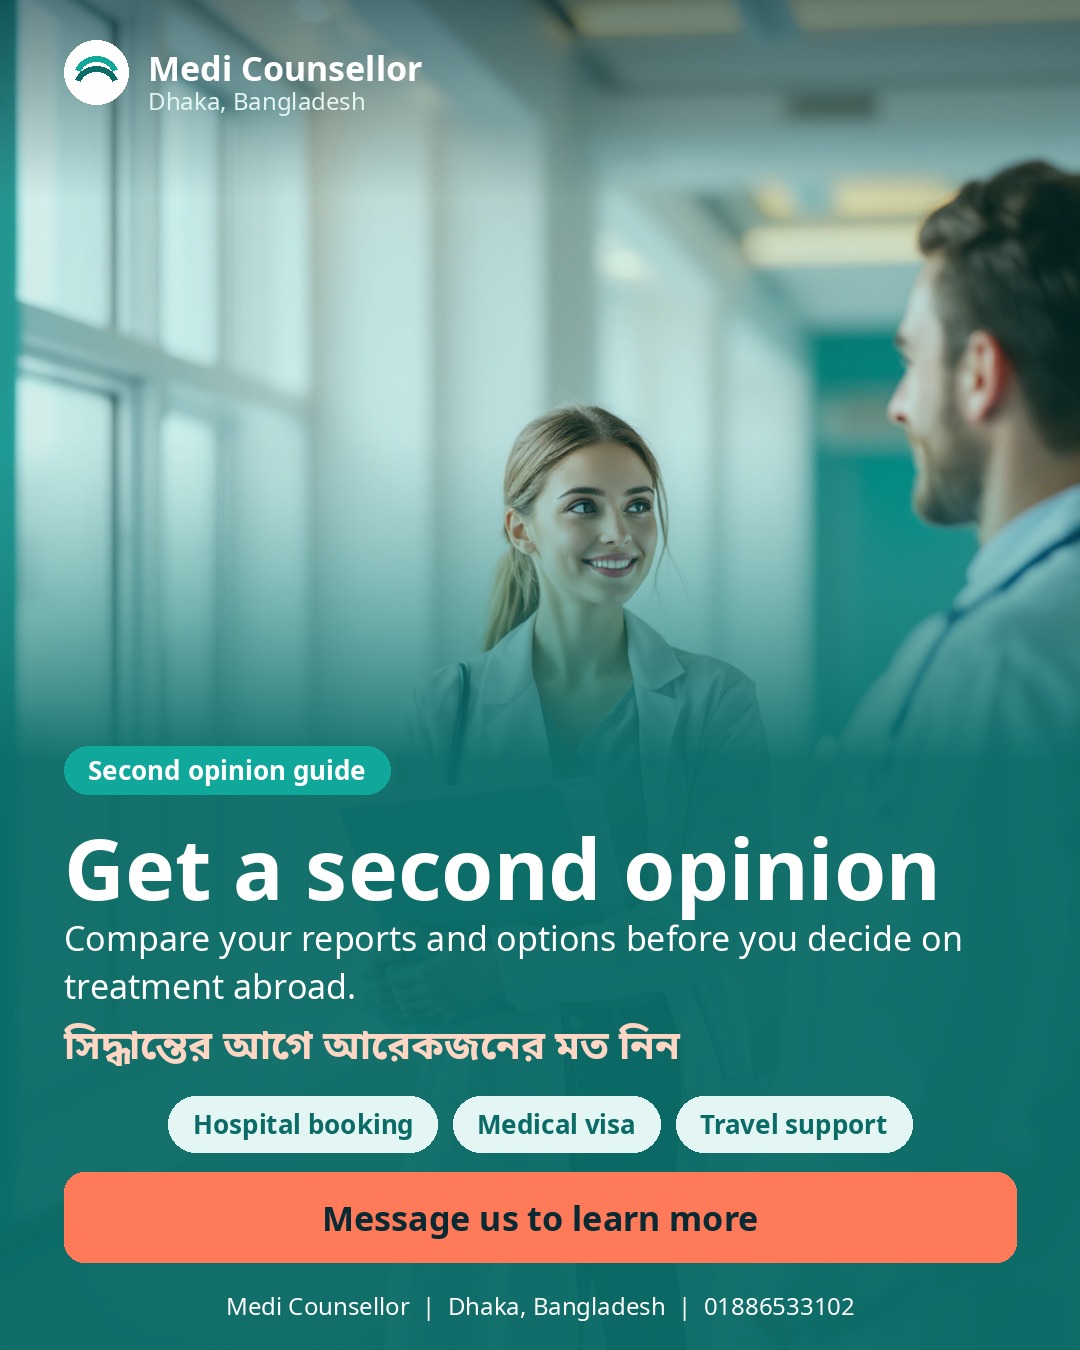 Medi Counsellor
Dhaka, Bangladesh
Second opinion guide
Get a second opinion
Compare your reports and options before you decide on
treatment abroad.
সিদ্ধান্তের আগে আরেকজনের মত নিন
Hospital booking
Medical visa
Travel support
Message us to learn more
Medi Counsellor | Dhaka, Bangladesh | 01886533102